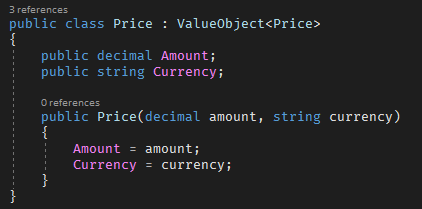 3 references
public class Price : ValueObject<Price>
{
public decimal Amount;
public string Currency;
0 references
public Price(decimal amount, string currency)
{
Amount = amount;
Currency = currency;
}
}